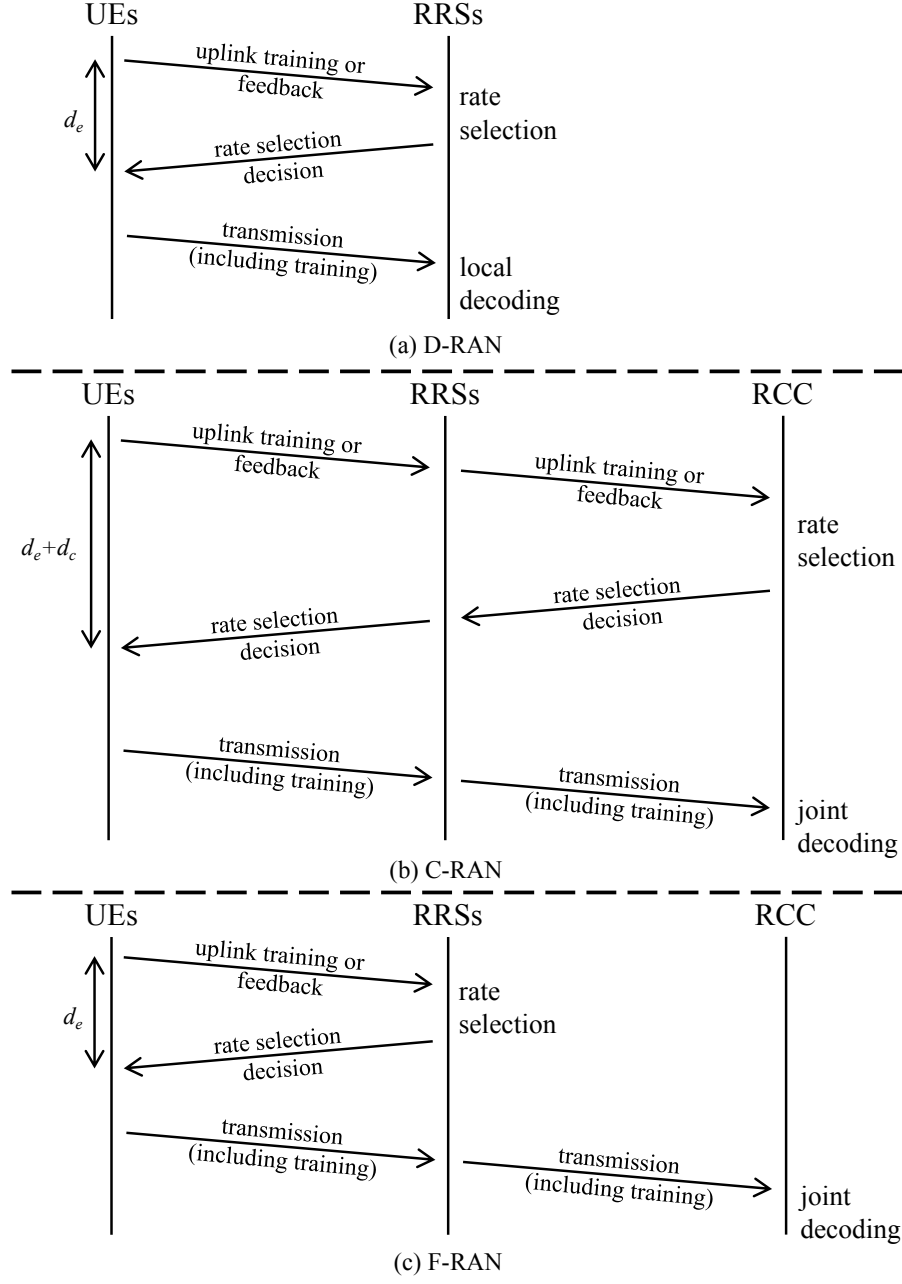 UEs
RRSs
uplink training or
feedback
rate
selection
d_e
rate selection
decision
transmission
(including training)
local
decoding
(a) D-RAN
UEs
RRSs
RCC
uplink training or
feedback
uplink training or
feedback
rate
selection
d_e+d_c
rate selection
decision
rate selection
decision
transmission
(including training)
transmission
(including training)
joint
decoding
(b) C-RAN
UEs
RRSs
RCC
uplink training or
feedback
rate
selection
d_e
rate selection
decision
transmission
(including training)
transmission
(including training)
joint
decoding
(c) F-RAN